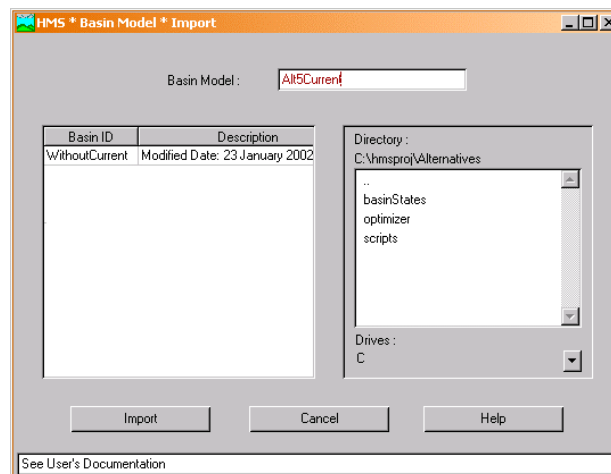 HMS * Basin Model * Import
Basin Model :
Alt5Current
Basin ID
Description
WithoutCurrent
Modified Date: 23 January 2002
Directory :
C:\hmsproj\Alternatives
..
basinStates
optimizer
scripts
Drives :
C
Import
Cancel
Help
See User's Documentation